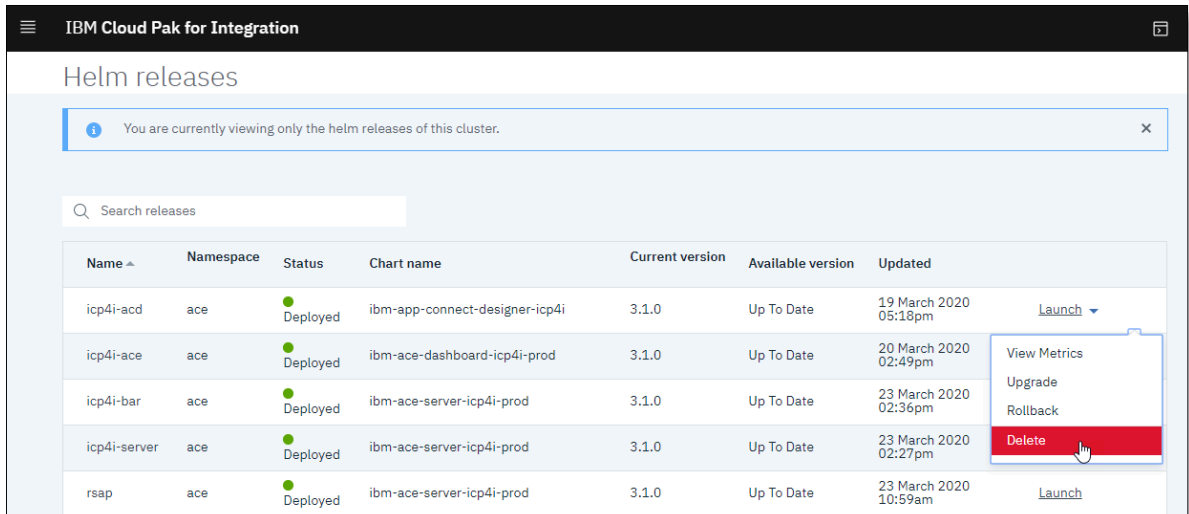 IBM Cloud Pak for Integration
Helm releases
You are currently viewing only the helm releases of this cluster.
Search releases
Name Namespace Status Chart name Current version Available version Updated
icp4i-acd ace Deployed ibm-app-connect-designer-icp4i 3.1.0 Up To Date 19 March 2020 05:18pm Launch
icp4i-ace ace Deployed ibm-ace-dashboard-icp4i-prod 3.1.0 Up To Date 20 March 2020 02:49pm
icp4i-bar ace Deployed ibm-ace-server-icp4i-prod 3.1.0 Up To Date 23 March 2020 02:36pm
icp4i-server ace Deployed ibm-ace-server-icp4i-prod 3.1.0 Up To Date 23 March 2020 02:27pm
rsap ace Deployed ibm-ace-server-icp4i-prod 3.1.0 Up To Date 23 March 2020 10:59am Launch
View Metrics
Upgrade
Rollback
Delete